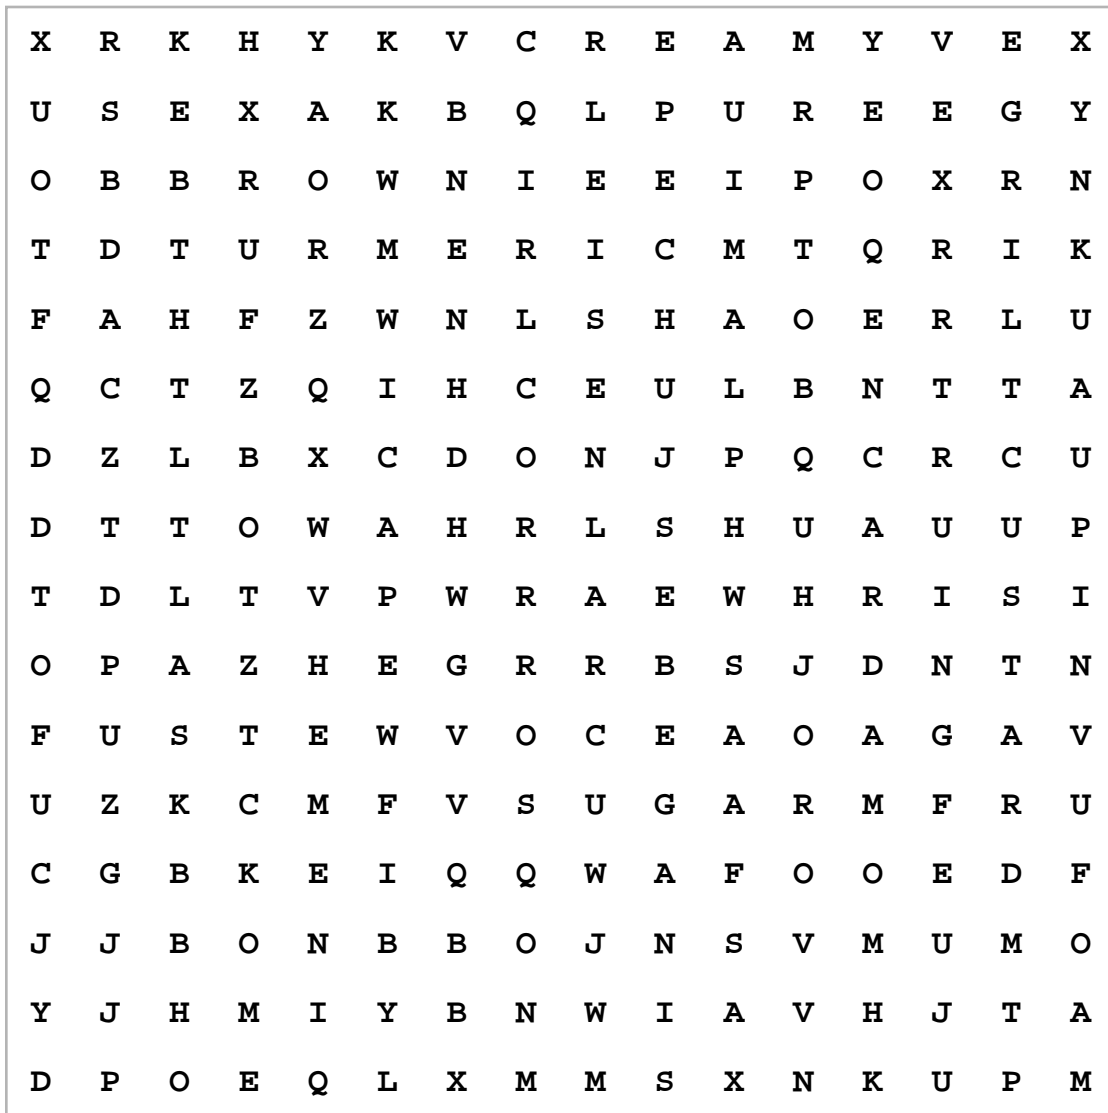 X R K H Y K V C R E A M Y V E X
U S E X A K B Q L P U R E E G Y
O B B R O W N I E E I P O X R N
T D T U R M E R I C M T Q R I K
F A H F Z W N L S H A O E R L U
Q C T Z Q I H C E U L B N T T A
D Z L B X C D O N J P Q C R C U
D T T O W A H R L S H U A U U P
T D L T V P W R A E W H R I S I
O P A Z H E G R R B S J D N T N
F U S T E W V O C E A O A G A V
U Z K C M F V S U G A R M F R U
C G B K E I Q Q W A F O O E D F
J J B O N B B O J N S V M U M O
Y J H M I Y B N W I A V H J T A
D P O E Q L X M M S X N K U P M